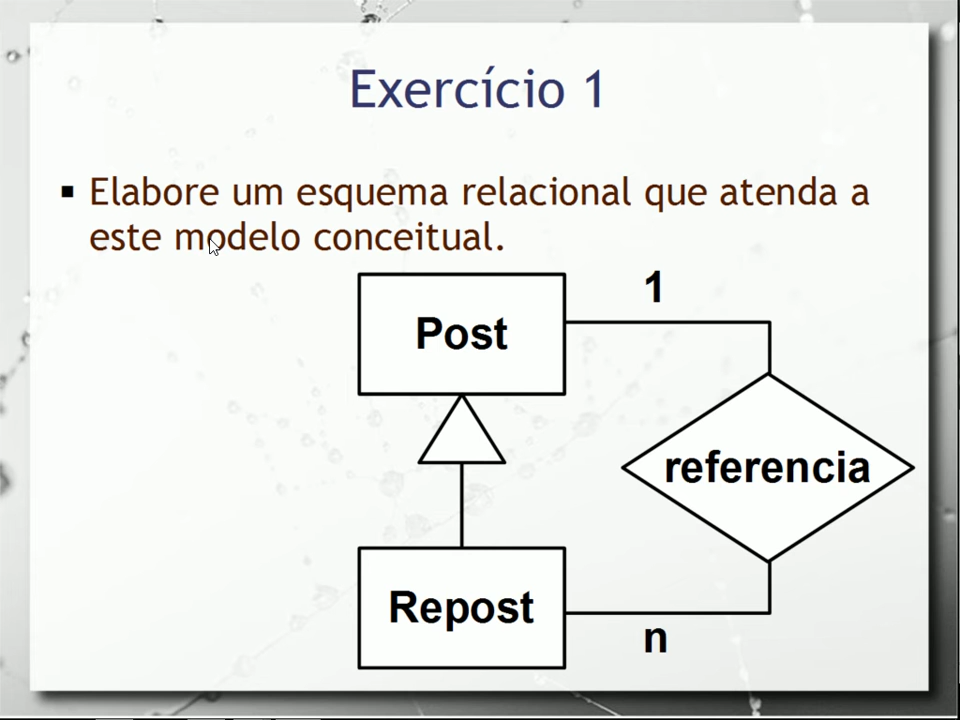 Exercício 1
▪ Elabore um esquema relacional que atenda a
este modelo conceitual.
1
Post
referencia
Repost
n